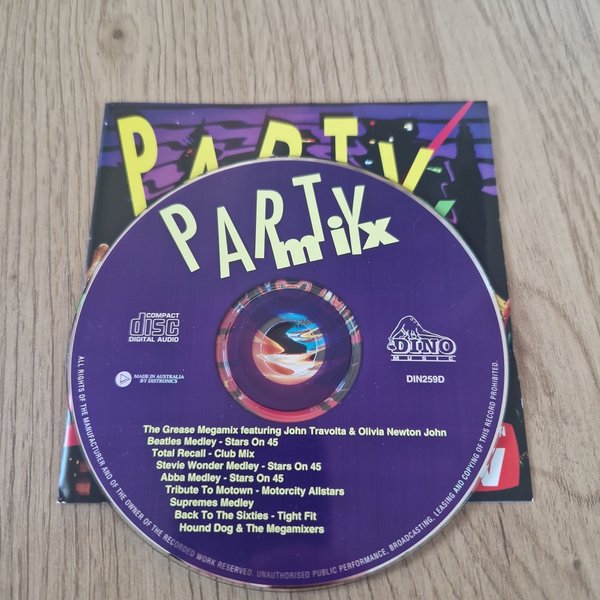 PARTY
PARTY
mix
COMPACT
disc
DIGITAL AUDIO
DINO
MUSIC
MADE IN AUSTRALIA
BY DISTRONICS
DIN259D
The Grease Megamix featuring John Travolta & Olivia Newton John
Beatles Medley - Stars On 45
Total Recall - Club Mix
Stevie Wonder Medley - Stars On 45
Abba Medley - Stars On 45
Tribute To Motown - Motorcity Allstars
Supremes Medley
Back To The Sixties - Tight Fit
Hound Dog & The Megamixers
ALL RIGHTS OF THE MANUFACTURER AND OF THE OWNER OF THE RECORDED WORK RESERVED. UNAUTHORISED PUBLIC PERFORMANCE, BROADCASTING, LEASING AND COPYING OF THIS RECORD PROHIBITED.